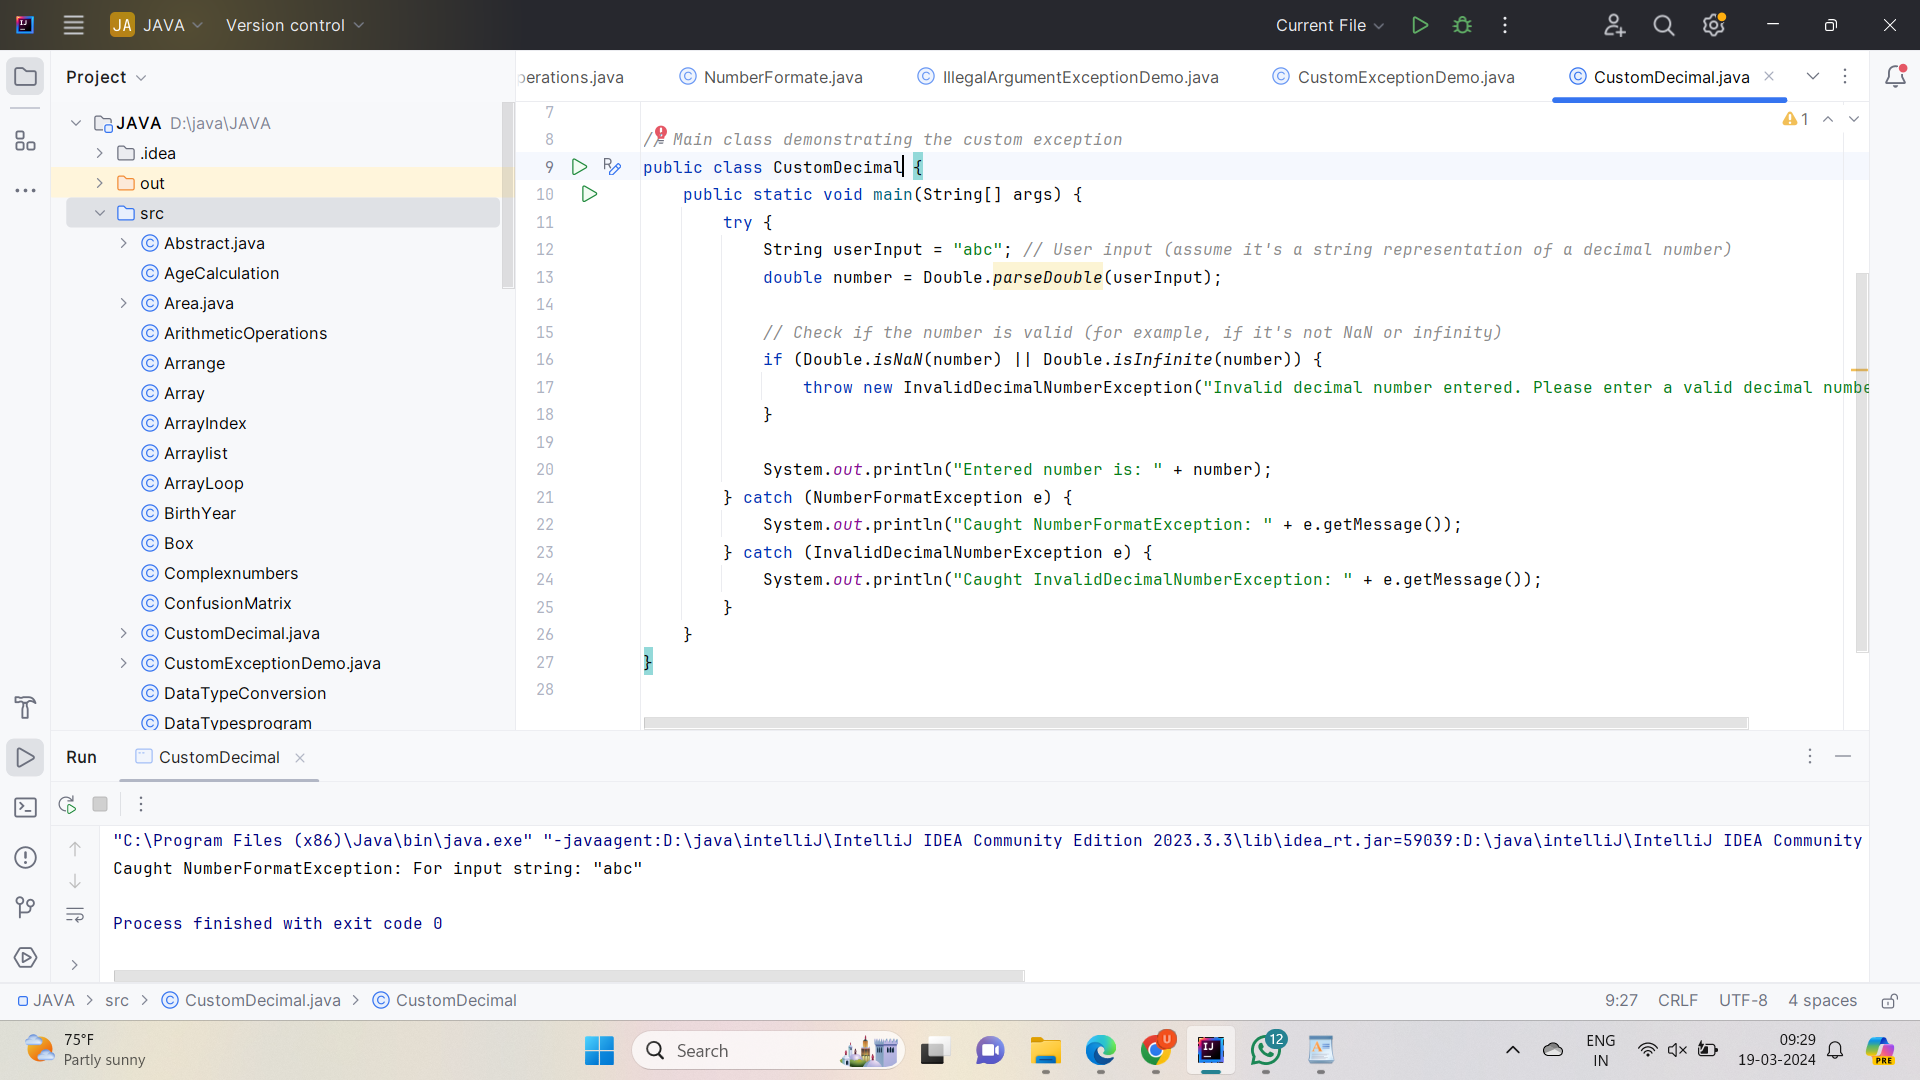 JA JAVA Version control Current File
Project
perations.java NumberFormate.java IllegalArgumentExceptionDemo.java CustomExceptionDemo.java CustomDecimal.java
JAVA D:\java\JAVA
.idea
out
src
Abstract.java
AgeCalculation
Area.java
ArithmeticOperations
Arrange
Array
ArrayIndex
Arraylist
ArrayLoop
BirthYear
Box
Complexnumbers
ConfusionMatrix
CustomDecimal.java
CustomExceptionDemo.java
DataTypeConversion
DataTypesprogram
1
7
8 // Main class demonstrating the custom exception
9 public class CustomDecimal {
10 public static void main(String[] args) {
11 try {
12 String userInput = "abc"; // User input (assume it's a string representation of a decimal number)
13 double number = Double.parseDouble(userInput);
14
15 // Check if the number is valid (for example, if it's not NaN or infinity)
16 if (Double.isNaN(number) || Double.isInfinite(number)) {
17 throw new InvalidDecimalNumberException("Invalid decimal number entered. Please enter a valid decimal numbe
18 }
19
20 System.out.println("Entered number is: " + number);
21 } catch (NumberFormatException e) {
22 System.out.println("Caught NumberFormatException: " + e.getMessage());
23 } catch (InvalidDecimalNumberException e) {
24 System.out.println("Caught InvalidDecimalNumberException: " + e.getMessage());
25 }
26 }
27 }
28
Run CustomDecimal
"C:\Program Files (x86)\Java\bin\java.exe" "-javaagent:D:\java\intelliJ\IntelliJ IDEA Community Edition 2023.3.3\lib\idea_rt.jar=59039:D:\java\intelliJ\IntelliJ IDEA Community
Caught NumberFormatException: For input string: "abc"
Process finished with exit code 0
JAVA > src > CustomDecimal.java > CustomDecimal 9:27 CRLF UTF-8 4 spaces
75°F
Partly sunny
Search
U
12
ENG
IN
09:29
19-03-2024
PRE